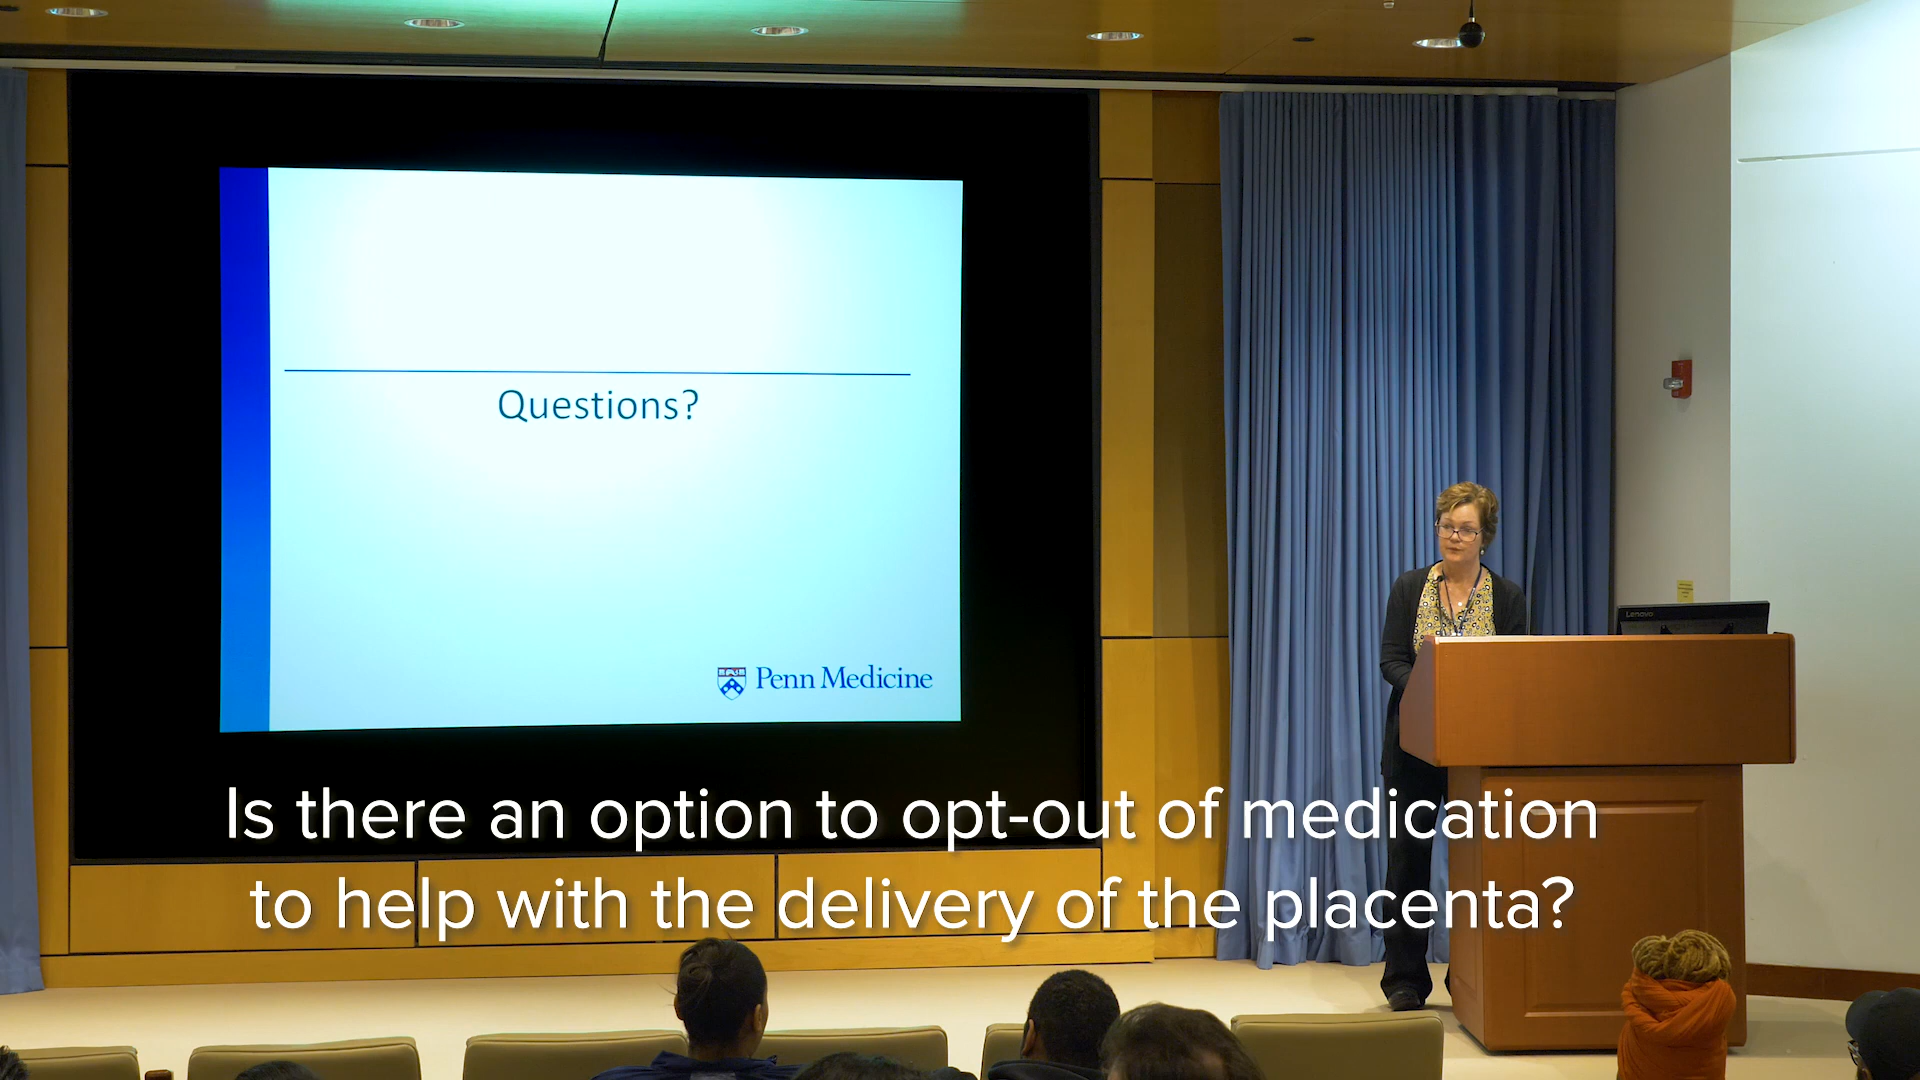 Questions?
Penn Medicine
Lenovo
Is there an option to opt-out of medication
to help with the delivery of the placenta?